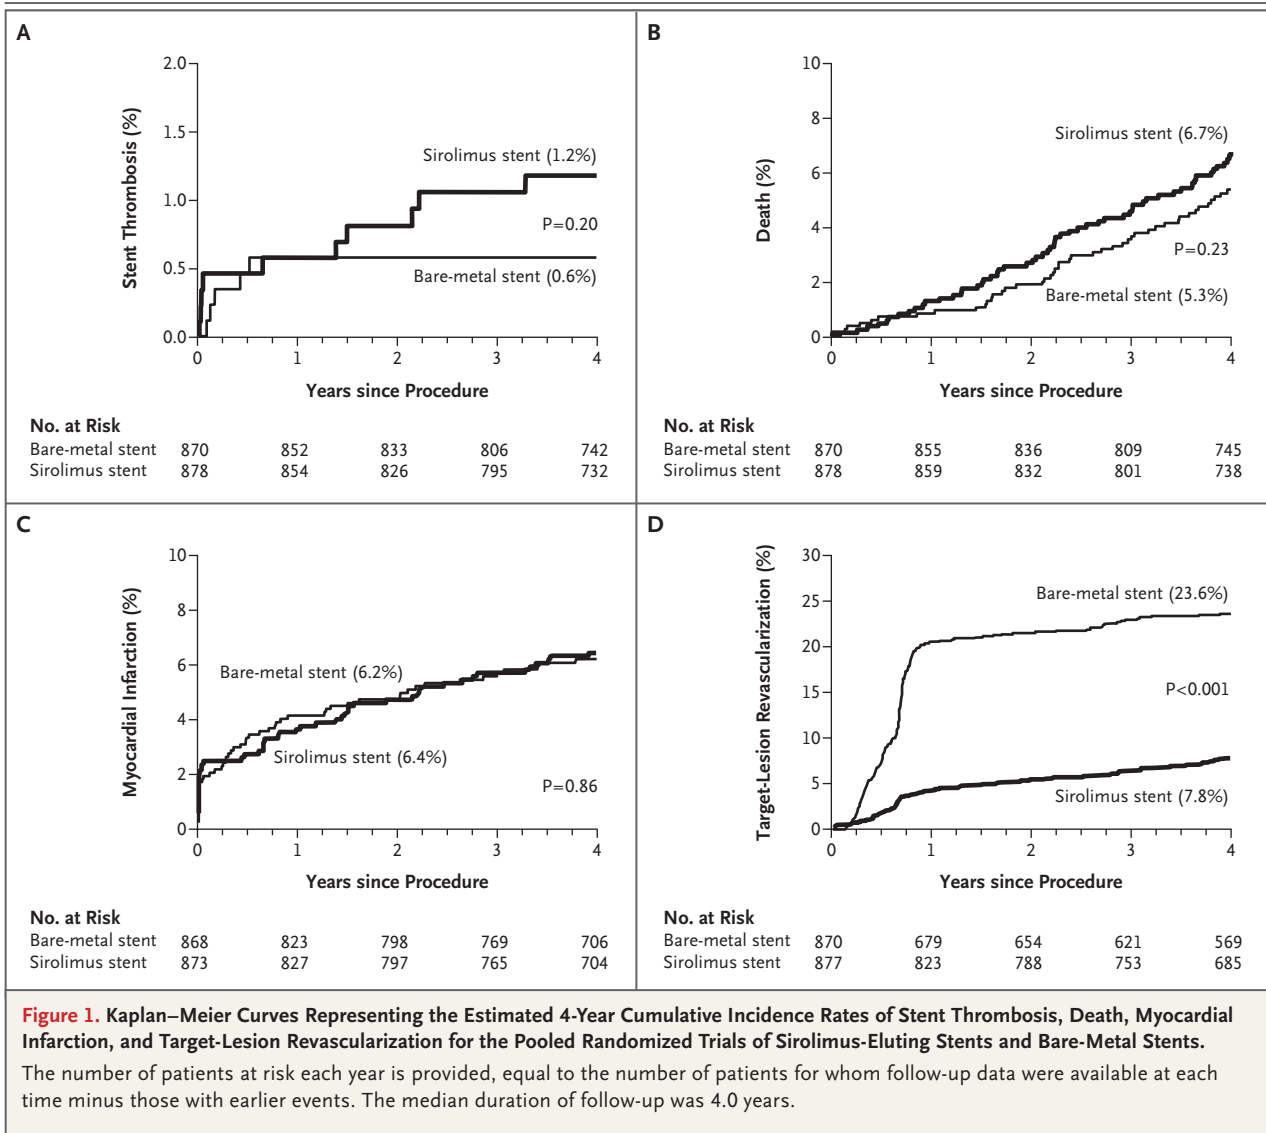 A
Stent Thrombosis (%)
2.0
1.5
1.0
0.5
0.0
Sirolimus stent (1.2%)
P=0.20
Bare-metal stent (0.6%)
0 1 2 3 4
Years since Procedure
No. at Risk
Bare-metal stent 870 852 833 806 742
Sirolimus stent 878 854 826 795 732
B
Death (%)
10
8
6
4
2
0
Sirolimus stent (6.7%)
P=0.23
Bare-metal stent (5.3%)
0 1 2 3 4
Years since Procedure
No. at Risk
Bare-metal stent 870 855 836 809 745
Sirolimus stent 878 859 832 801 738
C
Myocardial Infarction (%)
10
8
6
4
2
0
Bare-metal stent (6.2%)
Sirolimus stent (6.4%)
P=0.86
0 1 2 3 4
Years since Procedure
No. at Risk
Bare-metal stent 868 823 798 769 706
Sirolimus stent 873 827 797 765 704
D
Target-Lesion Revascularization (%)
30
25
20
15
10
5
0
Bare-metal stent (23.6%)
P<0.001
Sirolimus stent (7.8%)
0 1 2 3 4
Years since Procedure
No. at Risk
Bare-metal stent 870 679 654 621 569
Sirolimus stent 877 823 788 753 685
Figure 1. Kaplan–Meier Curves Representing the Estimated 4-Year Cumulative Incidence Rates of Stent Thrombosis, Death, Myocardial
Infarction, and Target-Lesion Revascularization for the Pooled Randomized Trials of Sirolimus-Eluting Stents and Bare-Metal Stents.
The number of patients at risk each year is provided, equal to the number of patients for whom follow-up data were available at each
time minus those with earlier events. The median duration of follow-up was 4.0 years.